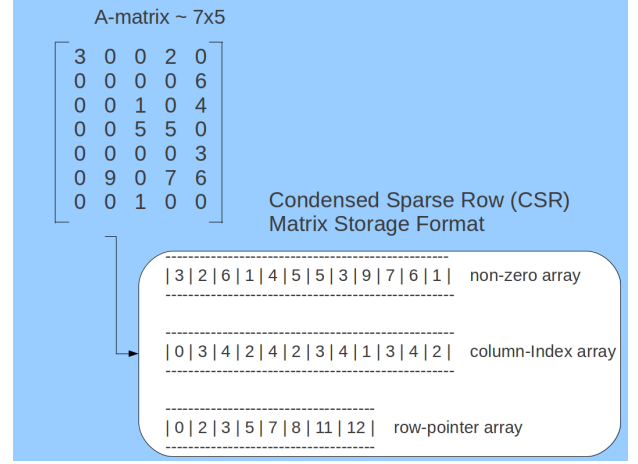 A-matrix ~ 7x5
3 0 0 2 0
0 0 0 0 6
0 0 1 0 4
0 0 5 5 0
0 0 0 0 3
0 9 0 7 6
0 0 1 0 0
Condensed Sparse Row (CSR)
Matrix Storage Format
| 3 | 2 | 6 | 1 | 4 | 5 | 5 | 3 | 9 | 7 | 6 | 1 | non-zero array
| 0 | 3 | 4 | 2 | 4 | 2 | 3 | 4 | 1 | 3 | 4 | 2 | column-Index array
| 0 | 2 | 3 | 5 | 7 | 8 | 11 | 12 | row-pointer array